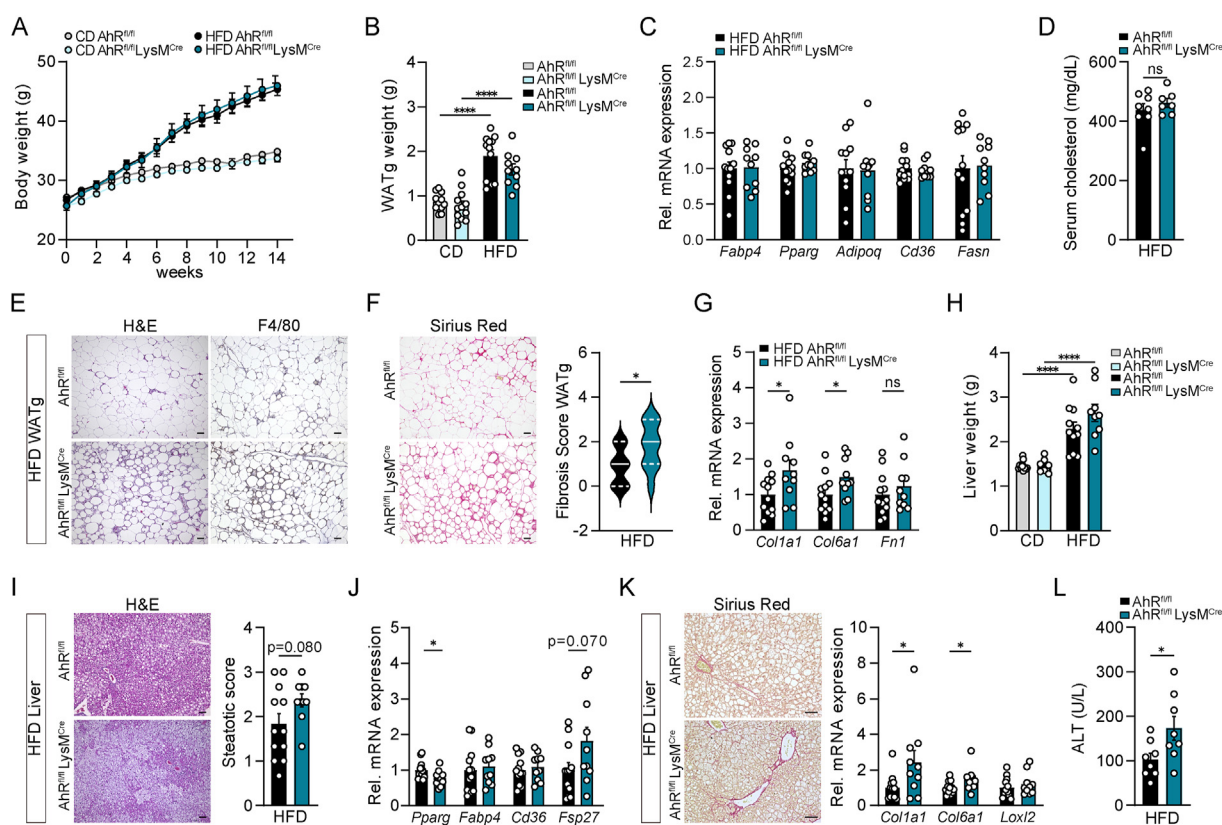 A
CD AhR^fl/fl
CD AhR^fl/fl LysM^Cre
HFD AhR^fl/fl
HFD AhR^fl/fl LysM^Cre
Body weight (g)
50
40
30
20
0 2 4 6 8 10 12 14
weeks
B
AhR^fl/fl
AhR^fl/fl LysM^Cre
AhR^fl/fl
AhR^fl/fl LysM^Cre
WATg weight (g)
4
3
2
1
0
****
****
CD HFD
C
HFD AhR^fl/fl
HFD AhR^fl/fl LysM^Cre
Rel. mRNA expression
2.5
2.0
1.5
1.0
0.5
0.0
Fabp4 Pparg Adipoq Cd36 Fasn
D
AhR^fl/fl
AhR^fl/fl LysM^Cre
Serum cholesterol (mg/dL)
600
400
200
0
ns
HFD
E
HFD WATg
H&E F4/80
AhR^fl/fl
AhR^fl/fl LysM^Cre
F
Sirius Red
AhR^fl/fl
AhR^fl/fl LysM^Cre
Fibrosis Score WATg
6
4
2
0
*
HFD
G
HFD AhR^fl/fl
HFD AhR^fl/fl LysM^Cre
Rel. mRNA expression
5
4
3
2
1
0
* * ns
Col1a1 Col6a1 Fn1
H
AhR^fl/fl
AhR^fl/fl LysM^Cre
AhR^fl/fl
AhR^fl/fl LysM^Cre
Liver weight (g)
4
3
2
1
0
****
****
CD HFD
I
HFD Liver
H&E
AhR^fl/fl
AhR^fl/fl LysM^Cre
Steatotic score
4
3
2
1
0
p=0.080
HFD
J
Rel. mRNA expression
5
4
3
2
1
0
*
p=0.070
Pparg Fabp4 Cd36 Fsp27
K
HFD Liver
Sirius Red
AhR^fl/fl
AhR^fl/fl LysM^Cre
Rel. mRNA expression
10
8
6
4
2
0
* *
Col1a1 Col6a1 Loxl2
L
AhR^fl/fl
AhR^fl/fl LysM^Cre
ALT (U/L)
400
300
200
100
0
*
HFD